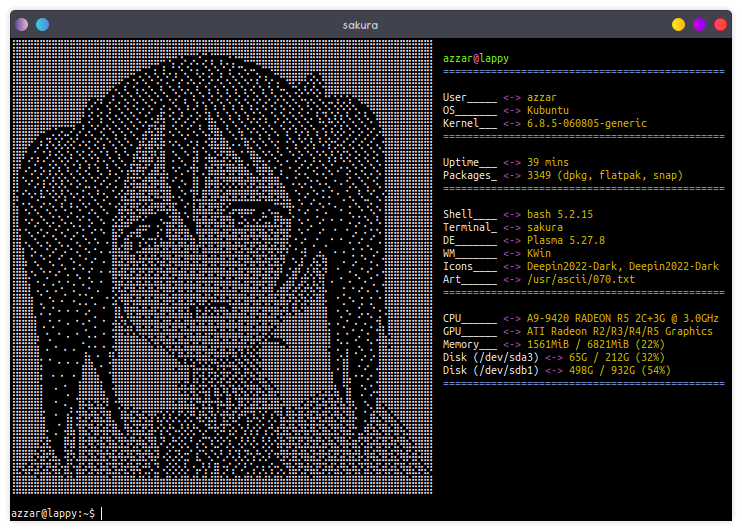 sakura
azzar@lappy
===============================================
User_____ <-> azzar
OS_______ <-> Kubuntu
Kernel___ <-> 6.8.5-060805-generic
===============================================
Uptime___ <-> 39 mins
Packages_ <-> 3349 (dpkg, flatpak, snap)
===============================================
Shell____ <-> bash 5.2.15
Terminal_ <-> sakura
DE_______ <-> Plasma 5.27.8
WM_______ <-> KWin
Icons____ <-> Deepin2022-Dark, Deepin2022-Dark
Art______ <-> /usr/ascii/070.txt
===============================================
CPU______ <-> A9-9420 RADEON R5 2C+3G @ 3.0GHz
GPU______ <-> ATI Radeon R2/R3/R4/R5 Graphics
Memory___ <-> 1561MiB / 6821MiB (22%)
Disk (/dev/sda3) <-> 65G / 212G (32%)
Disk (/dev/sdb1) <-> 498G / 932G (54%)
===============================================
azzar@lappy:~$